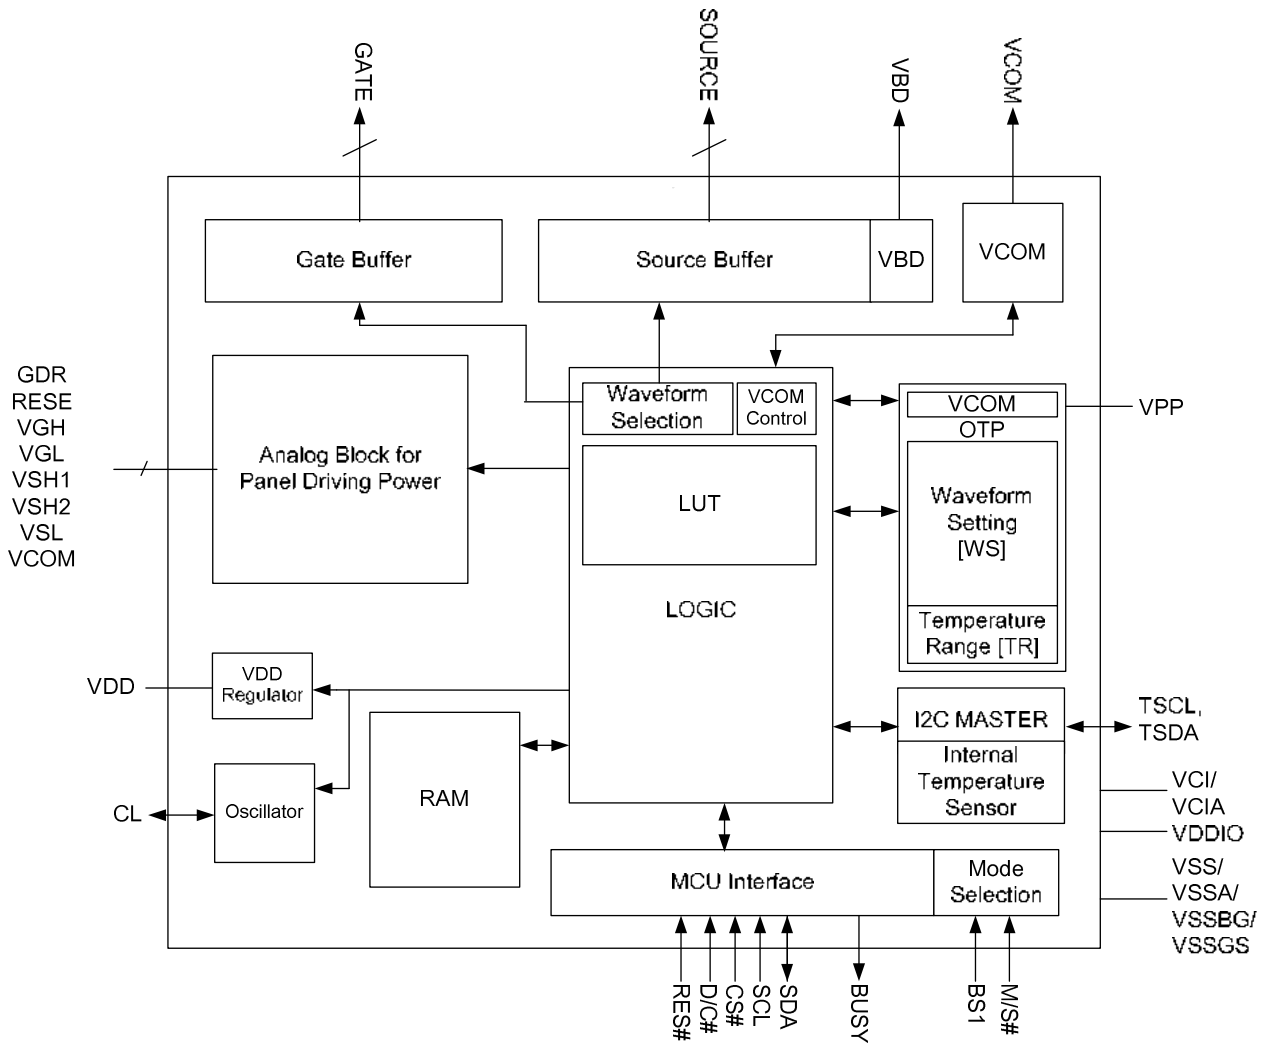 GATE
SOURCE
VBD
VCOM
Gate Buffer
Source Buffer
VBD
VCOM
GDR
RESE
VGH
VGL
VSH1
VSH2
VSL
VCOM
Analog Block for
Panel Driving Power
Waveform
Selection
VCOM
Control
LUT
LOGIC
VCOM
OTP
Waveform
Setting
[WS]
Temperature
Range [TR]
VPP
VDD
VDD
Regulator
CL
Oscillator
RAM
I2C MASTER
Internal
Temperature
Sensor
TSCL,
TSDA
VCI/
VCIA
VDDIO
VSS/
VSSA/
VSSBG/
VSSGS
MCU Interface
Mode
Selection
RES#
D/C#
CS#
SCL
SDA
BUSY
BS1
M/S#